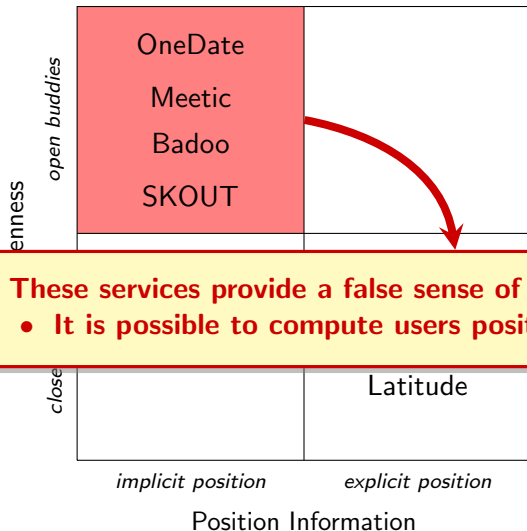 OneDate
Meetic
Badoo
SKOUT
open buddies
enness
These services provide a false sense of
• It is possible to compute users posit
close
Latitude
implicit position
explicit position
Position Information